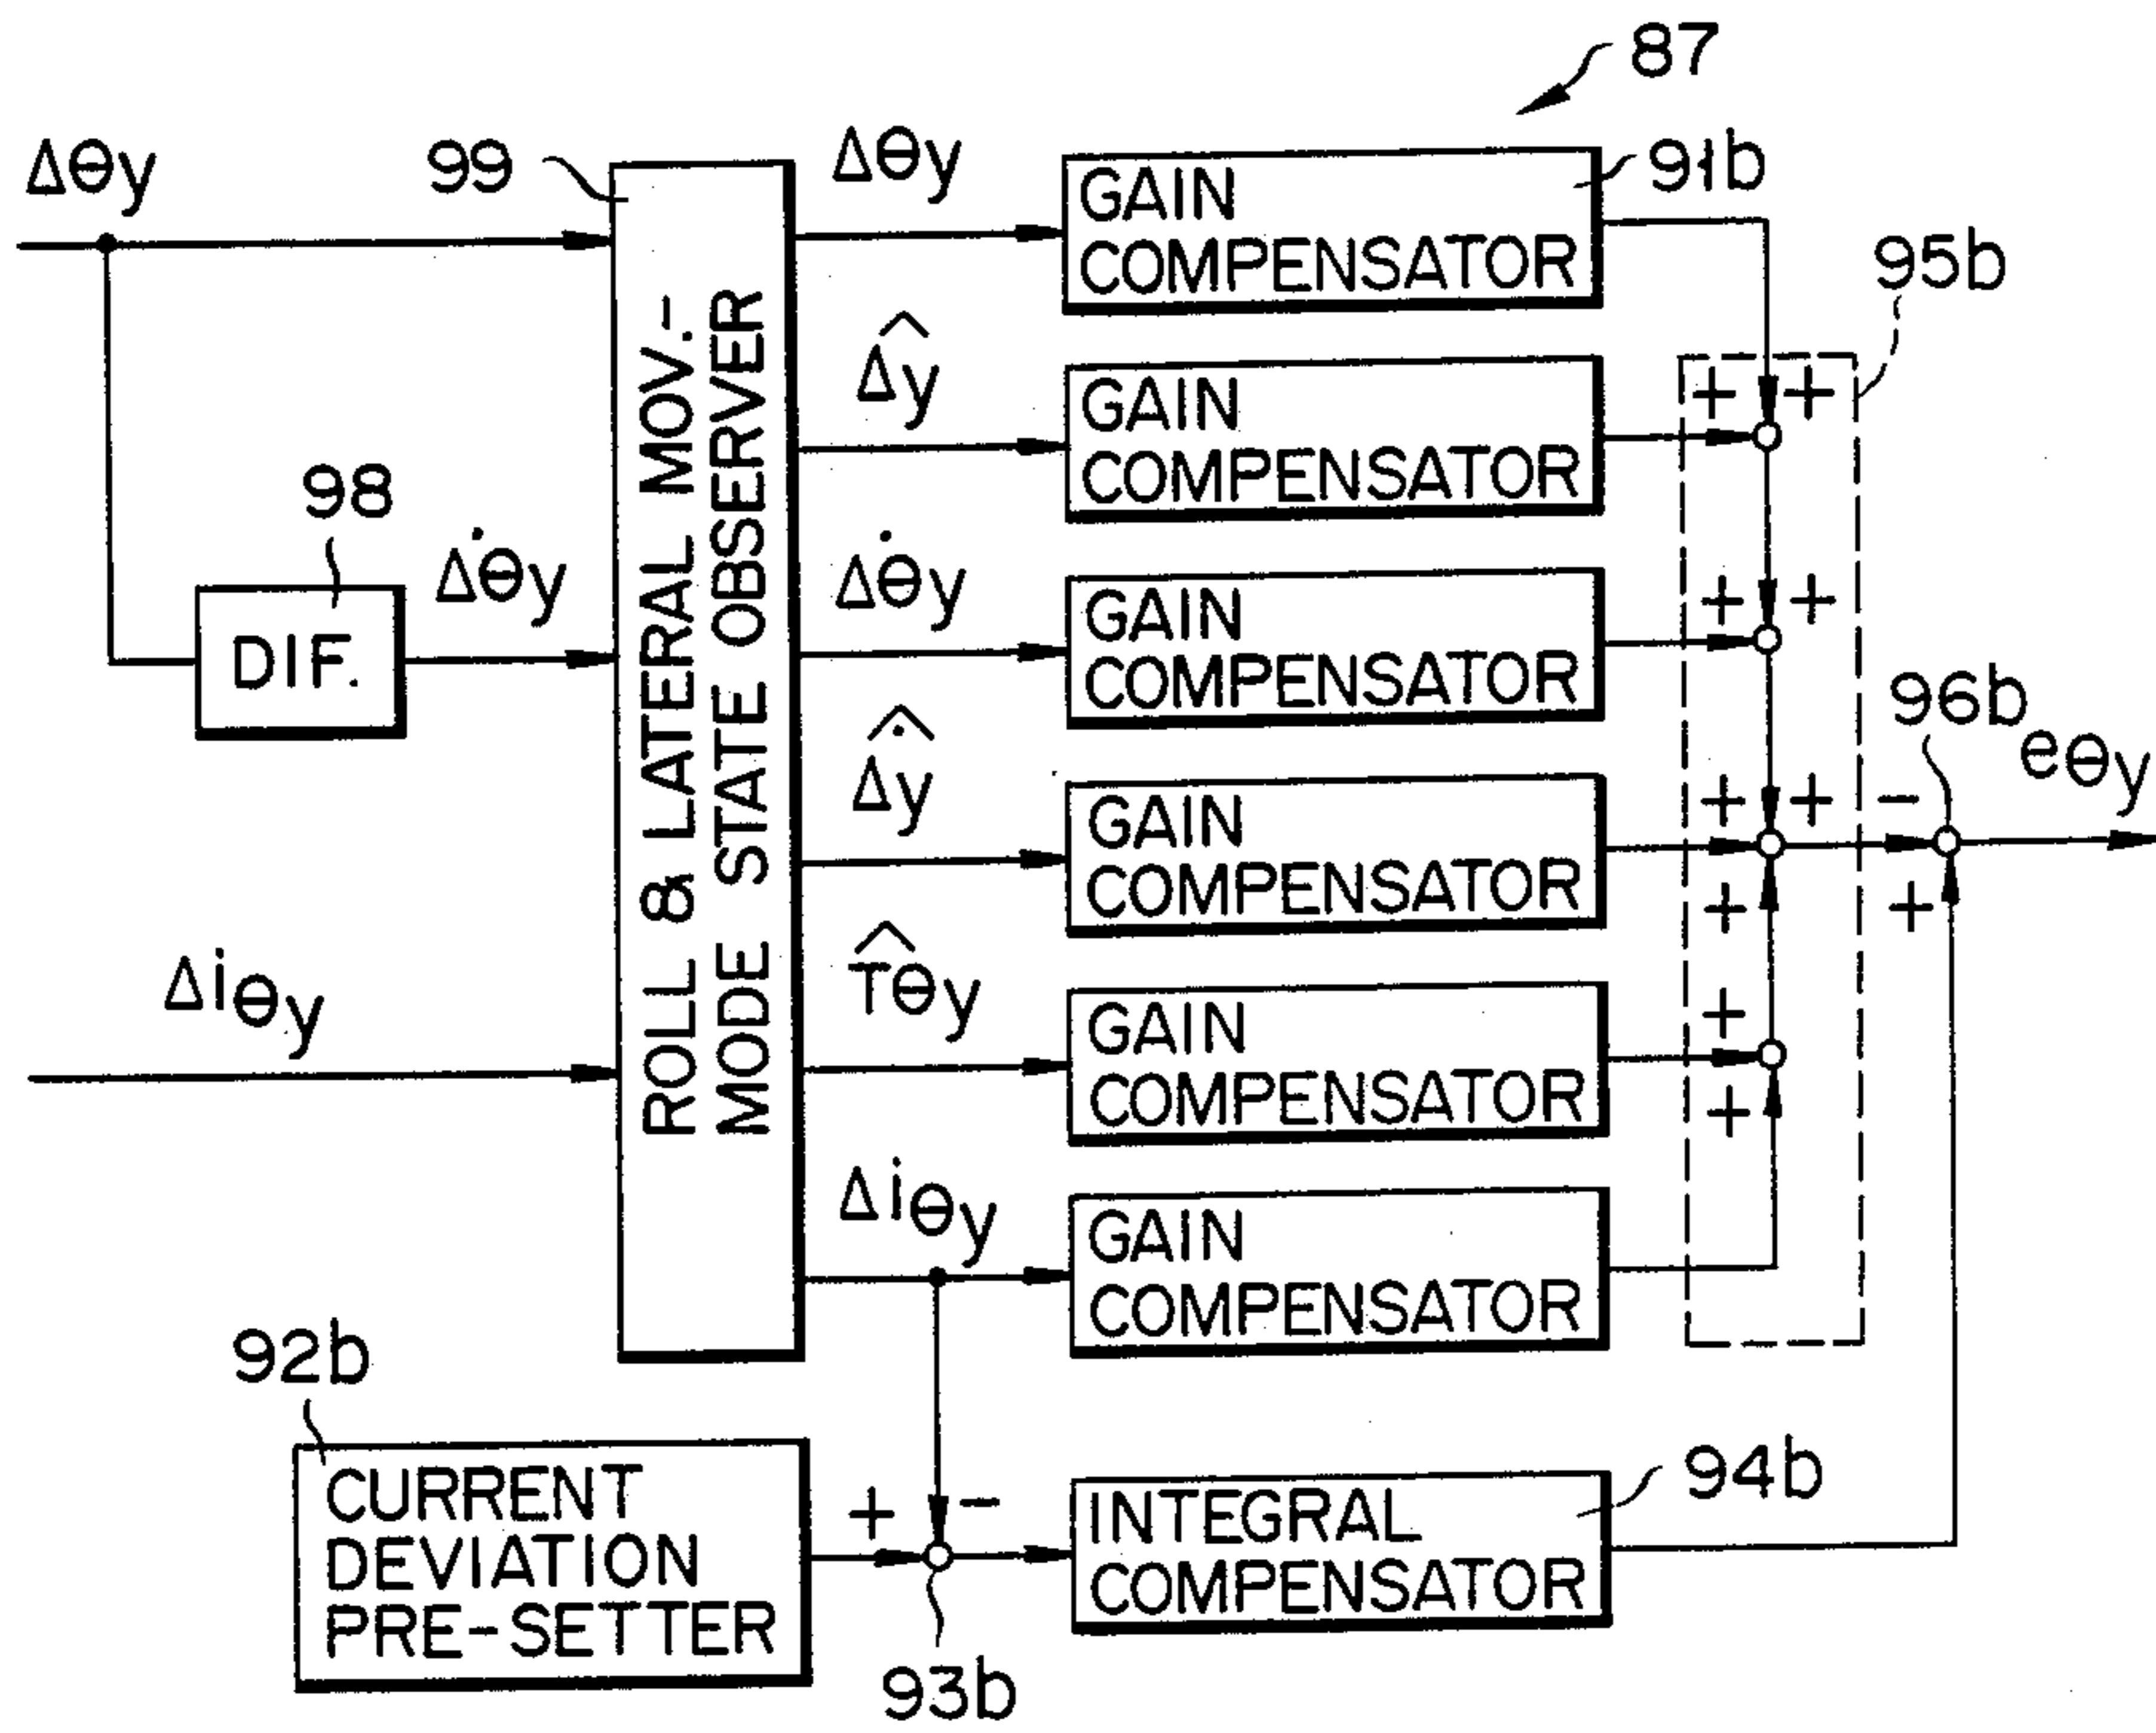 87
Δθy
99
Δθy
GAIN
COMPENSATOR
91b
95b
ROLL & LATERAL MOV.-
MODE STATE OBSERVER
Δ̂y
GAIN
COMPENSATOR
+ +
98
DIF.
Δθ̇y
Δθ̇y
GAIN
COMPENSATOR
+ +
96b
Δ̂ẏ
GAIN
COMPENSATOR
+ + −
+ +
eθy
Δiθy
T̂θy
GAIN
COMPENSATOR
+
+
Δiθy
GAIN
COMPENSATOR
92b
CURRENT
DEVIATION
PRE-SETTER
+ −
93b
INTEGRAL
COMPENSATOR
94b